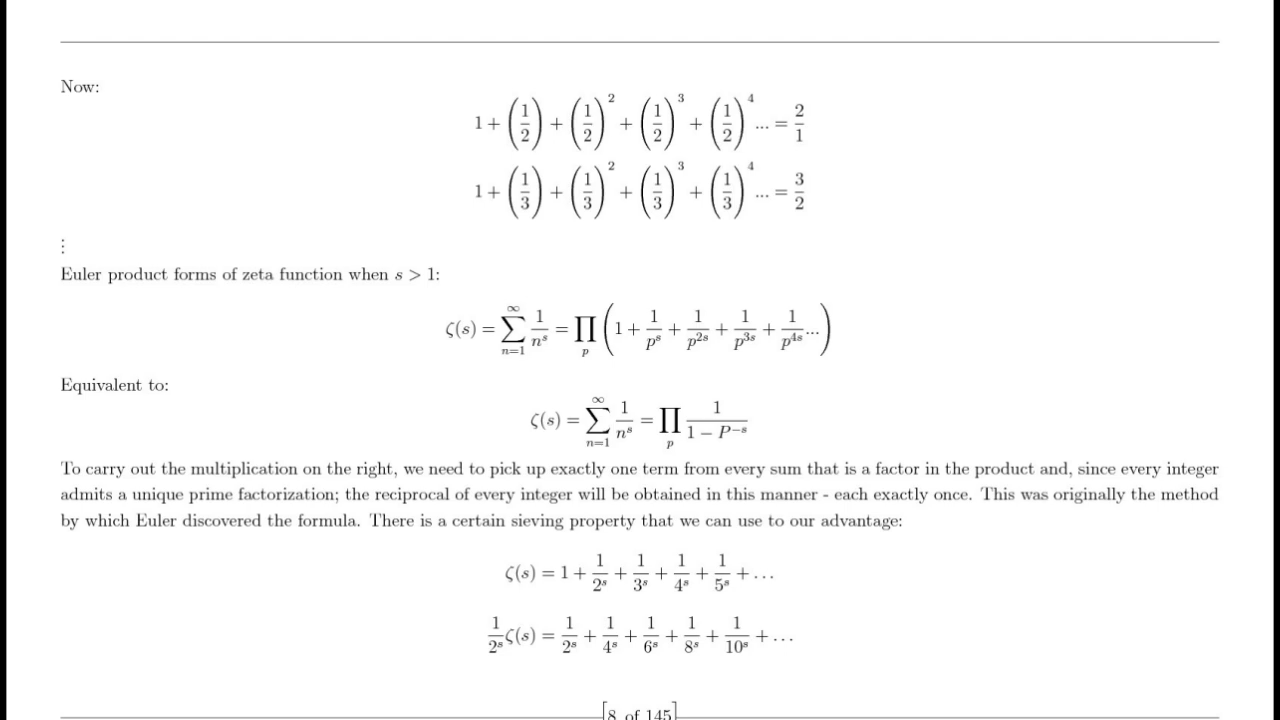 Now:
1 + (1/2) + (1/2)² + (1/2)³ + (1/2)⁴... = 2/1
1 + (1/3) + (1/3)² + (1/3)³ + (1/3)⁴... = 3/2
⋮
Euler product forms of zeta function when s > 1:
ζ(s) = ∑_{n=1}^{∞} 1/n^s = ∏_p (1 + 1/p^s + 1/p^{2s} + 1/p^{3s} + 1/p^{4s}...)
Equivalent to:
ζ(s) = ∑_{n=1}^{∞} 1/n^s = ∏_p 1/(1 − P^{−s})
To carry out the multiplication on the right, we need to pick up exactly one term from every sum that is a factor in the product and, since every integer
admits a unique prime factorization; the reciprocal of every integer will be obtained in this manner - each exactly once. This was originally the method
by which Euler discovered the formula. There is a certain sieving property that we can use to our advantage:
ζ(s) = 1 + 1/2^s + 1/3^s + 1/4^s + 1/5^s + ...
1/2^s ζ(s) = 1/2^s + 1/4^s + 1/6^s + 1/8^s + 1/10^s + ...
[8 of 145]